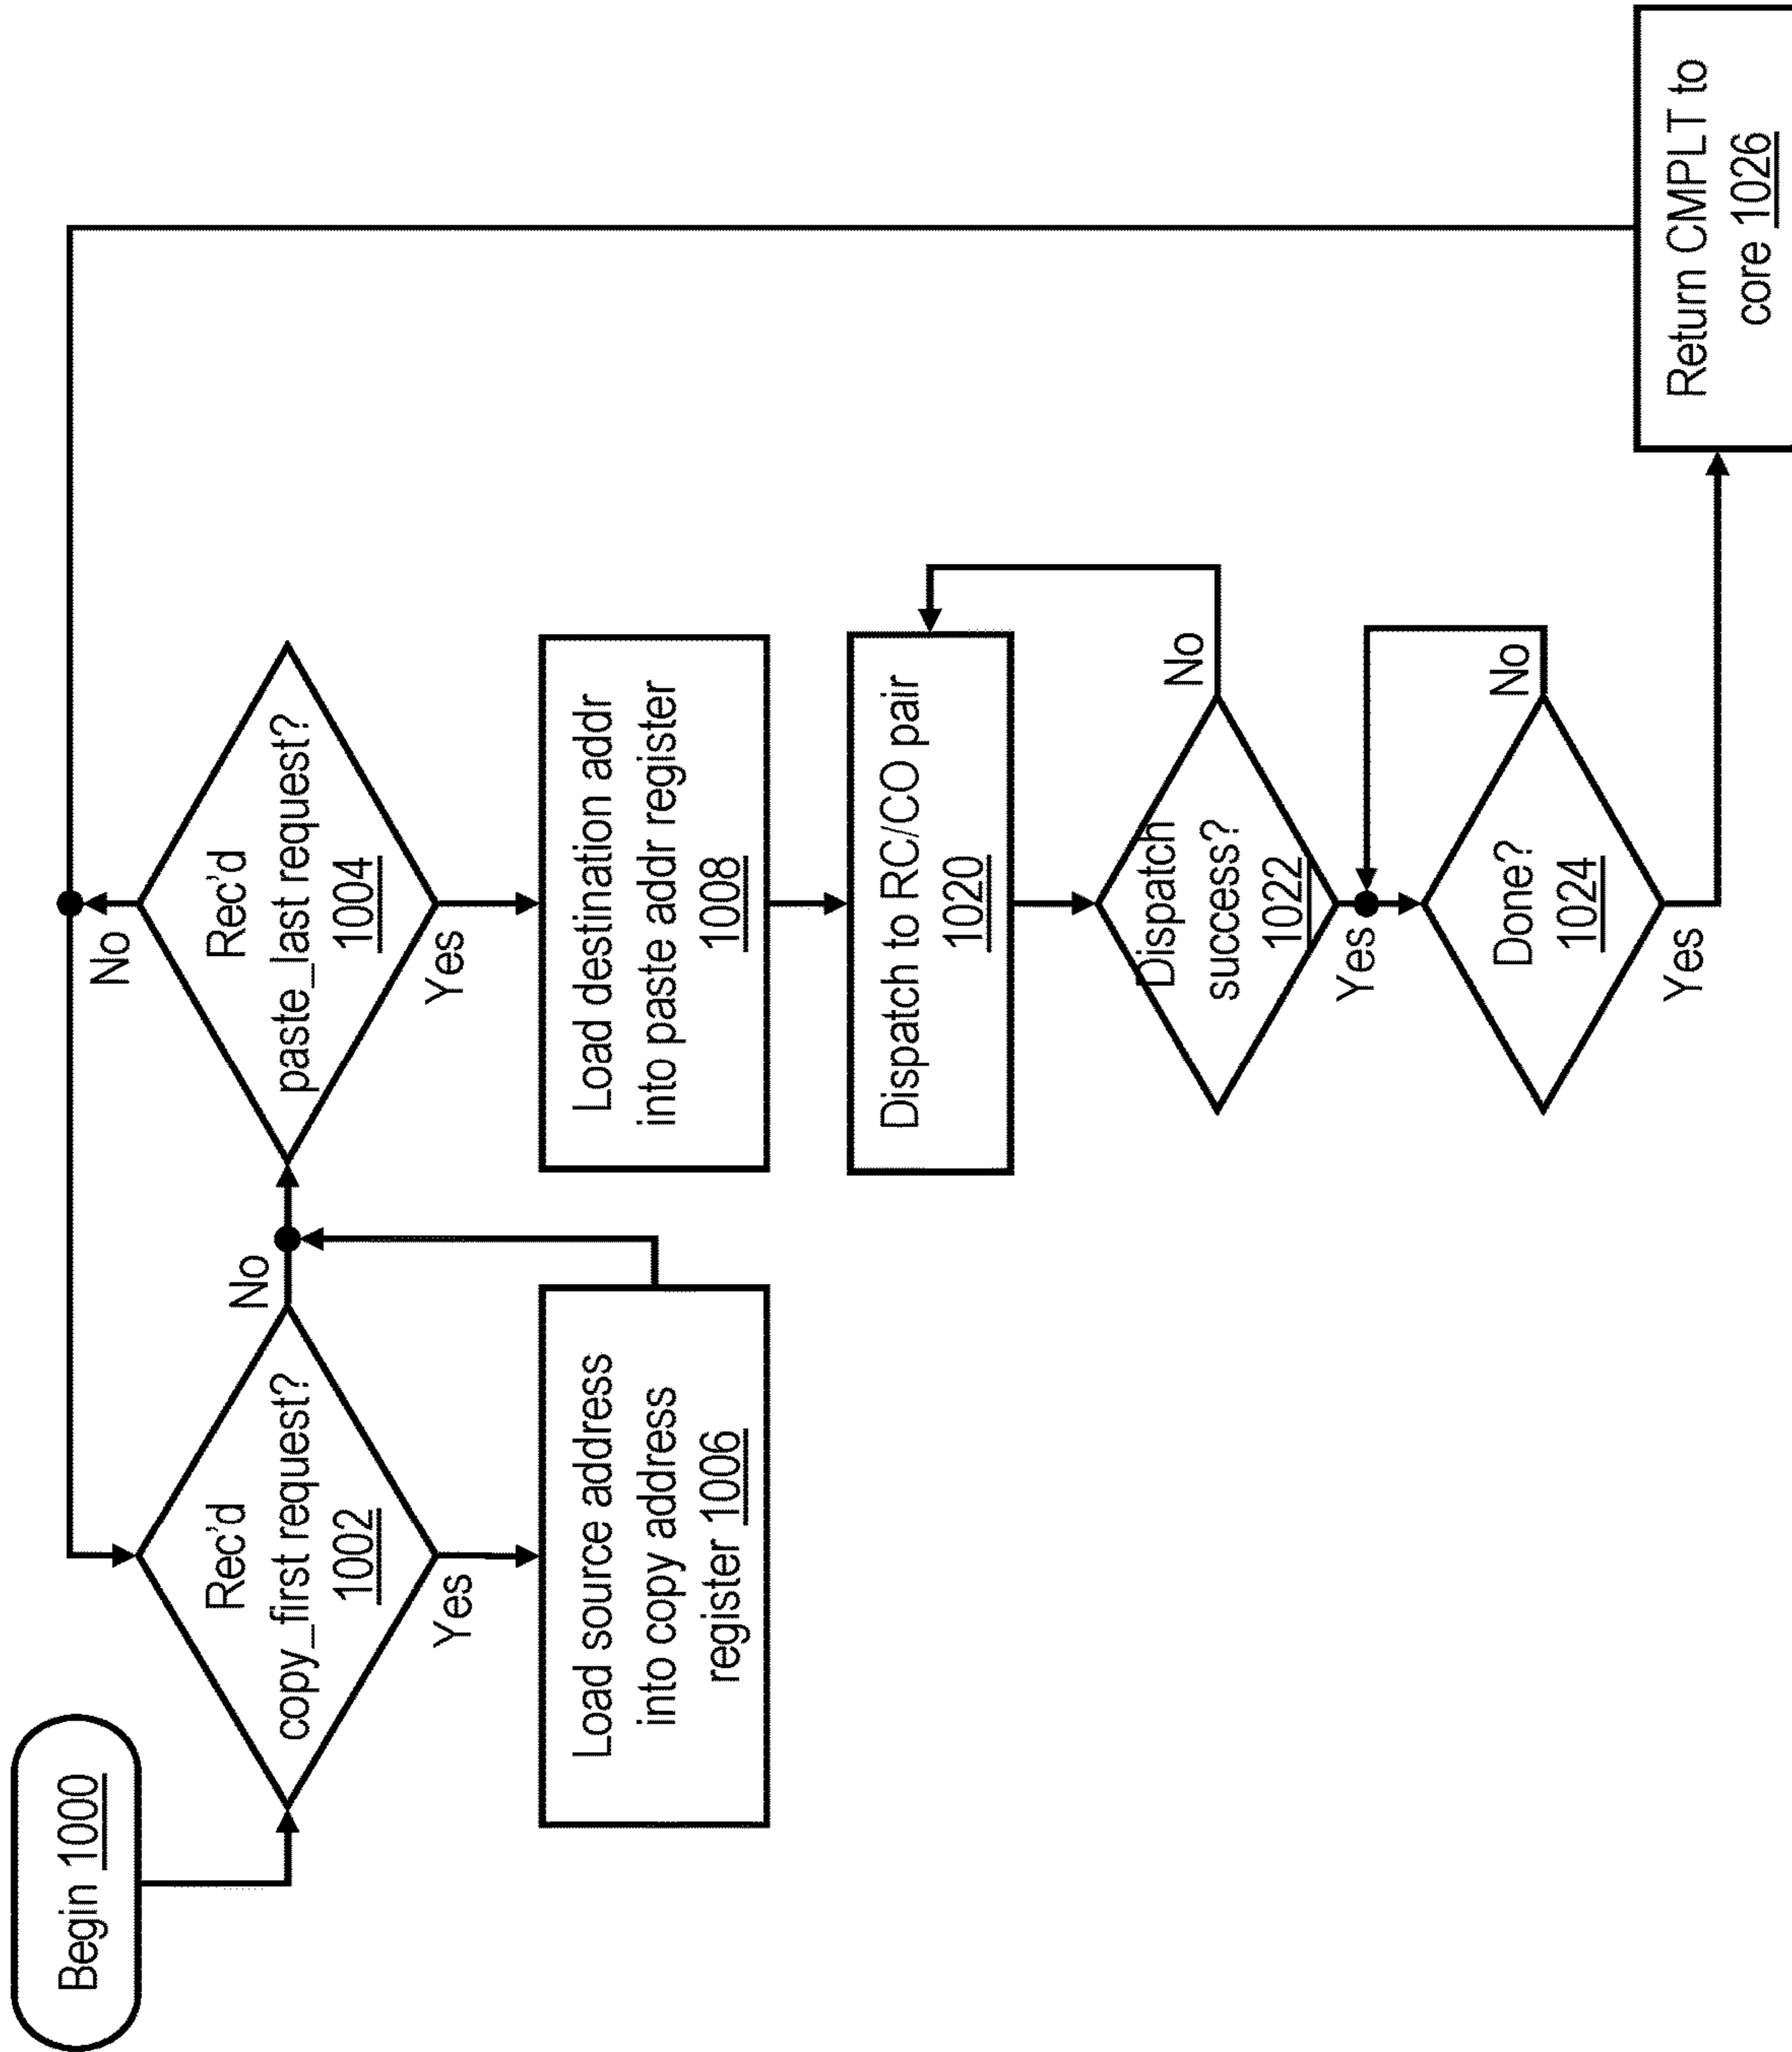 Begin 1000
Rec'd
copy_first request?
1002
No
Yes
Load source address
into copy address
register 1006
Rec'd
paste_last request?
1004
No
Yes
Load destination addr
into paste addr register
1008
Dispatch to RC/CO pair
1020
Dispatch
success?
1022
No
Yes
Done?
1024
No
Yes
Return CMPLT to
core 1026